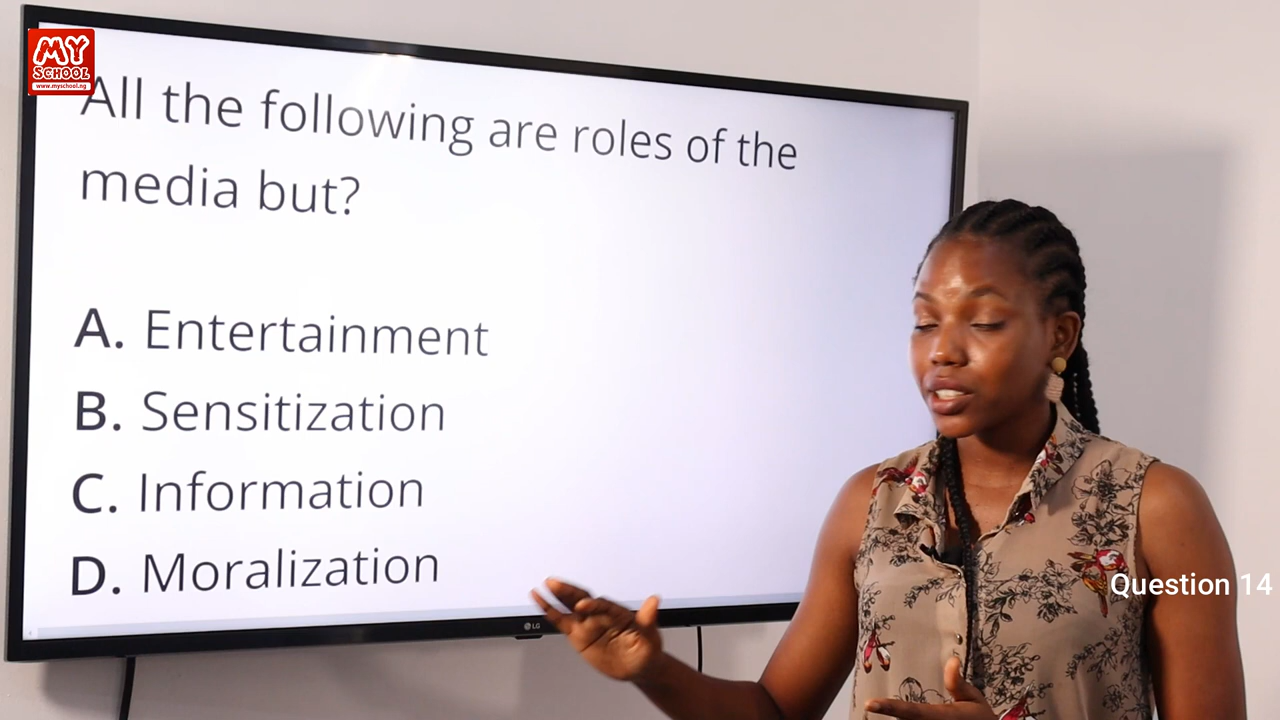 MY
SCHOOL
www.myschool.ng
All the following are roles of the
media but?
A. Entertainment
B. Sensitization
C. Information
D. Moralization
LG
Question 14